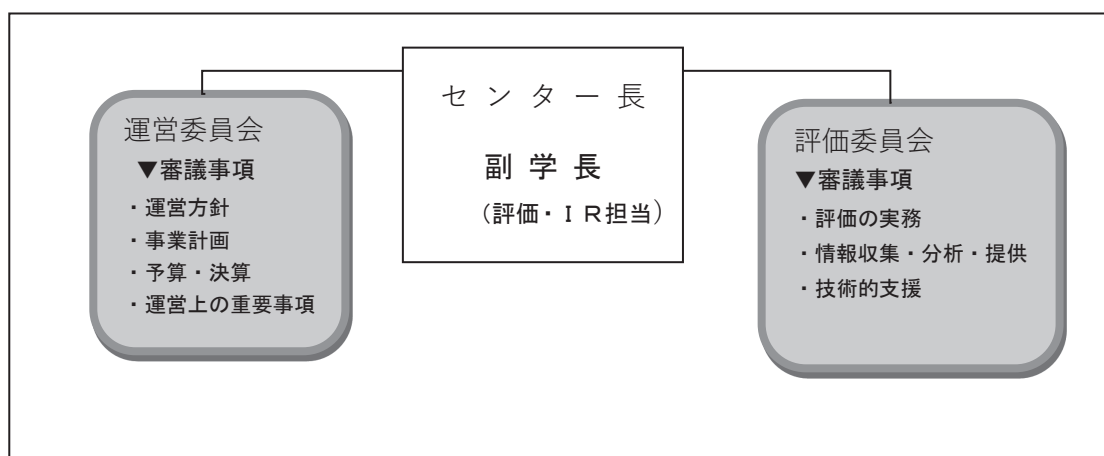 センター長
副学長
（評価・ＩＲ担当）
運営委員会
▼審議事項
・運営方針
・事業計画
・予算・決算
・運営上の重要事項
評価委員会
▼審議事項
・評価の実務
・情報収集・分析・提供
・技術的支援